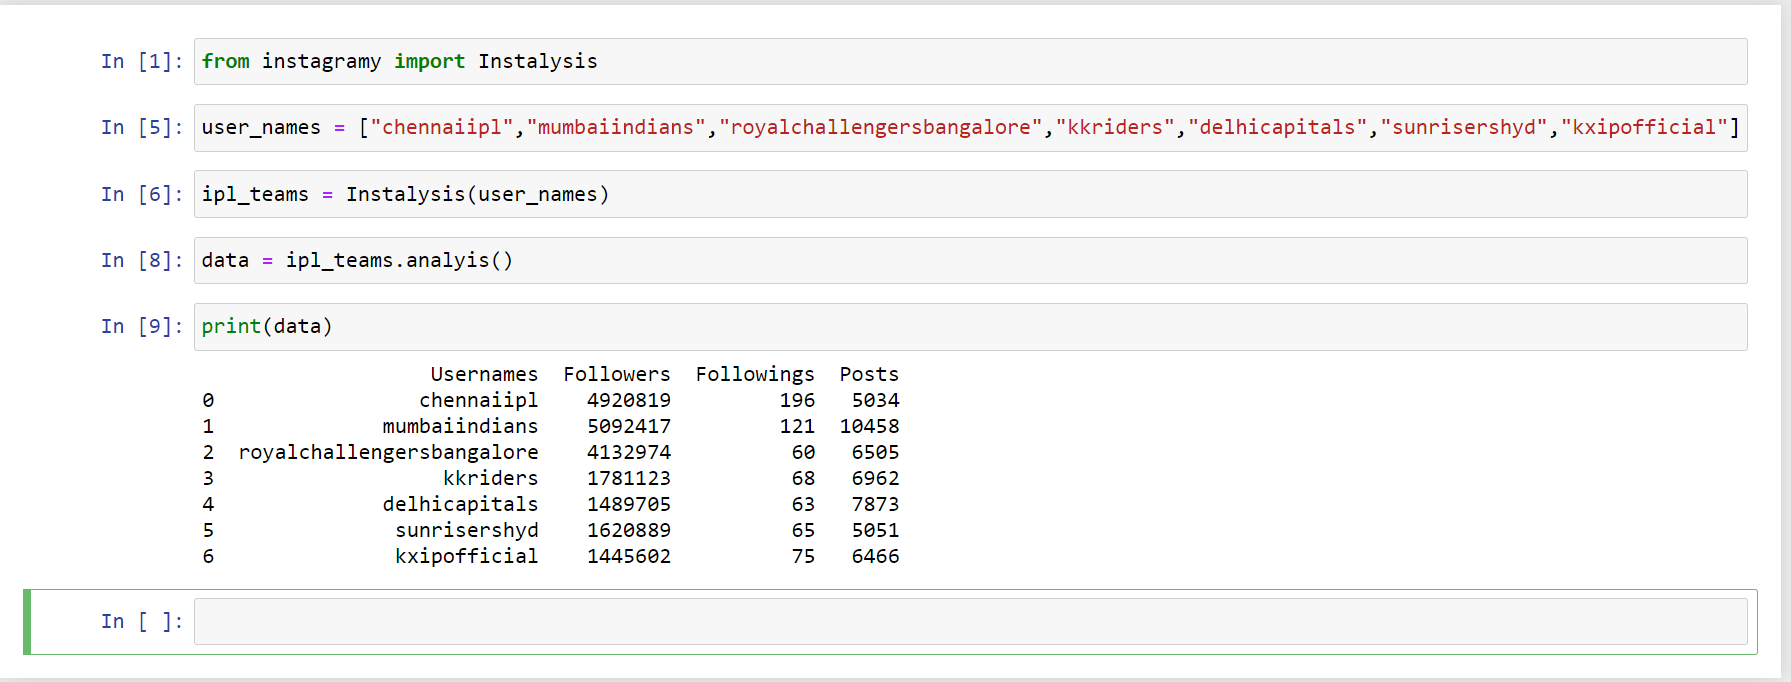 In [1]: from instagramy import Instalysis
In [5]: user_names = ["chennaiipl","mumbaiindians","royalchallengersbangalore","kkriders","delhicapitals","sunrisershyd","kxipofficial"]
In [6]: ipl_teams = Instalysis(user_names)
In [8]: data = ipl_teams.analyis()
In [9]: print(data)
Usernames Followers Followings Posts
0 chennaiipl 4920819 196 5034
1 mumbaiindians 5092417 121 10458
2 royalchallengersbangalore 4132974 60 6505
3 kkriders 1781123 68 6962
4 delhicapitals 1489705 63 7873
5 sunrisershyd 1620889 65 5051
6 kxipofficial 1445602 75 6466
In [ ]: